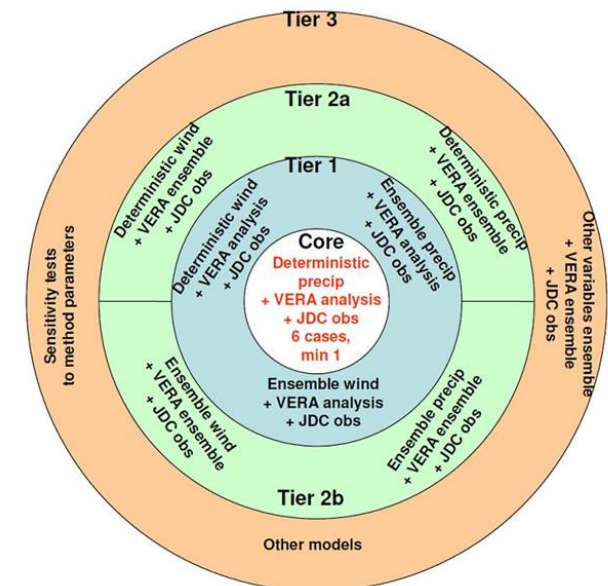 Tier 3
Tier 2a
Deterministic wind
+ VERA ensemble
+ JDC obs
Deterministic precip
+ VERA ensemble
+ JDC obs
Tier 1
Deterministic wind
+ VERA analysis
+ JDC obs
Ensemble precip
+ VERA analysis
+ JDC obs
Core
Deterministic
precip
+ VERA analysis
+ JDC obs
6 cases,
min 1
Ensemble wind
+ VERA analysis
+ JDC obs
Sensitivity tests
to method parameters
Other variables ensemble
+ VERA ensemble
+ JDC obs
Ensemble wind
+ VERA ensemble
+ JDC obs
Ensemble precip
+ VERA ensemble
+ JDC obs
Tier 2b
Other models